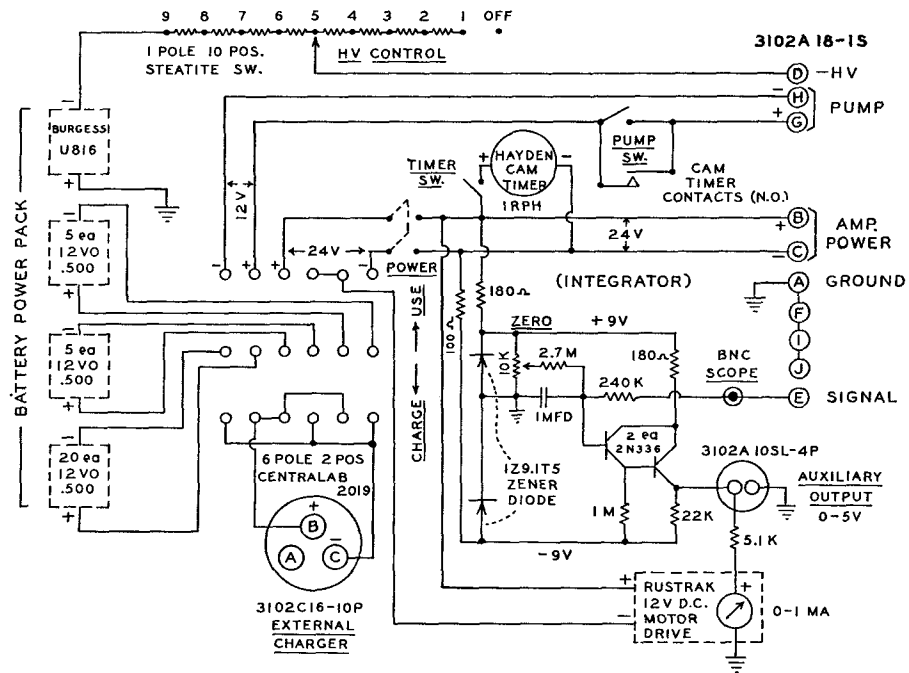 9 8 7 6 5 4 3 2 1 OFF
1 POLE 10 POS.
STEATITE SW.
HV CONTROL
3102A 18-1S
D -HV
- H
+ G
PUMP
BATTERY POWER PACK
-
BURGESS
U816
+
-
5 ea
12VO
.500
+
-
5 ea
12VO
.500
+
-
20 ea
12VO
.500
+
12V
- + + -
24V
TIMER
SW.
POWER
+ HAYDEN -
CAM
TIMER
1 RPH
PUMP
SW.
CAM
TIMER
CONTACTS (N.O.)
24V
B
+
C
-
AMP.
POWER
A GROUND
F
I
J
E SIGNAL
USE
CHARGE
100Ω
180Ω
(INTEGRATOR)
ZERO
+9V
10K
2.7M
180Ω
BNC
SCOPE
240K
1MFD
2 ea
2N336
1Z9.1T5
ZENER
DIODE
1M
22K
-9V
3102A10SL-4P
AUXILIARY
OUTPUT
0-5V
5.1K
6 POLE 2 POS
CENTRALAB
2019
+
B
A
-
C
3102C16-10P
EXTERNAL
CHARGER
+
-
RUSTRAK
12V D.C.
MOTOR
DRIVE
+
0-1 MA